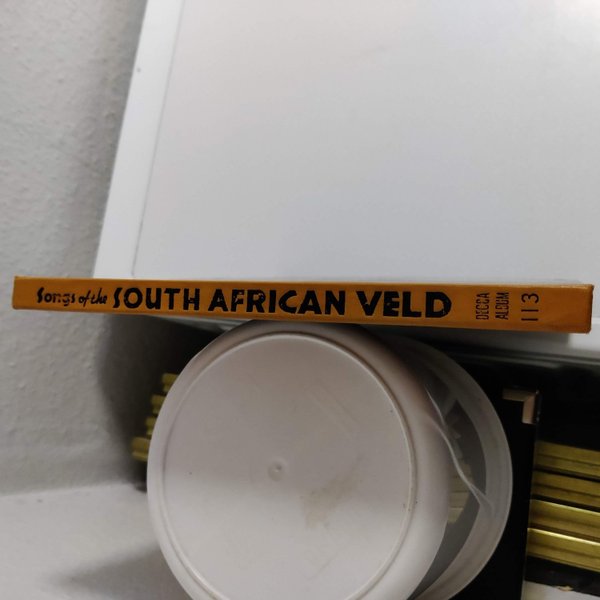 Songs of the SOUTH AFRICAN VELD
DECCA
ALBUM
113